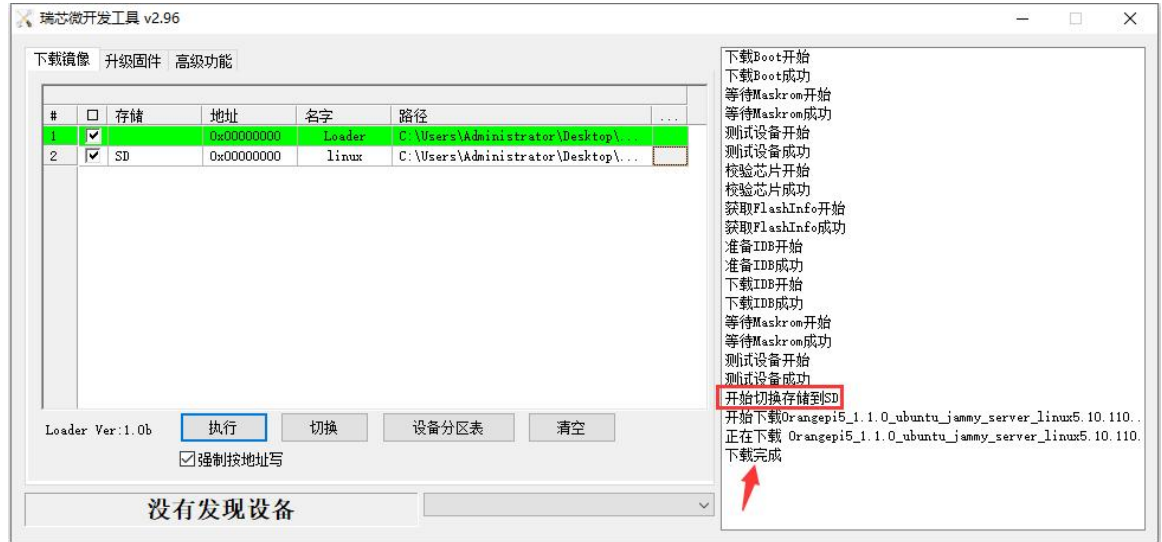 瑞芯微开发工具 v2.96
下载镜像 升级固件 高级功能
# 存储 地址 名字 路径 ...
1 0x00000000 Loader C:\Users\Administrator\Desktop\...
2 SD 0x00000000 linux C:\Users\Administrator\Desktop\...
Loader Ver:1.0b 执行 切换 设备分区表 清空
强制按地址写
没有发现设备
下载Boot开始
下载Boot成功
等待Maskrom开始
等待Maskrom成功
测试设备开始
测试设备成功
校验芯片开始
校验芯片成功
获取FlashInfo开始
获取FlashInfo成功
准备IDB开始
准备IDB成功
下载IDB开始
下载IDB成功
等待Maskrom开始
等待Maskrom成功
测试设备开始
测试设备成功
开始切换存储到SD
开始下载Orangepi5_1.1.0_ubuntu_jammy_server_linux5.10.110...
正在下载 Orangepi5_1.1.0_ubuntu_jammy_server_linux5.10.110.
下载完成